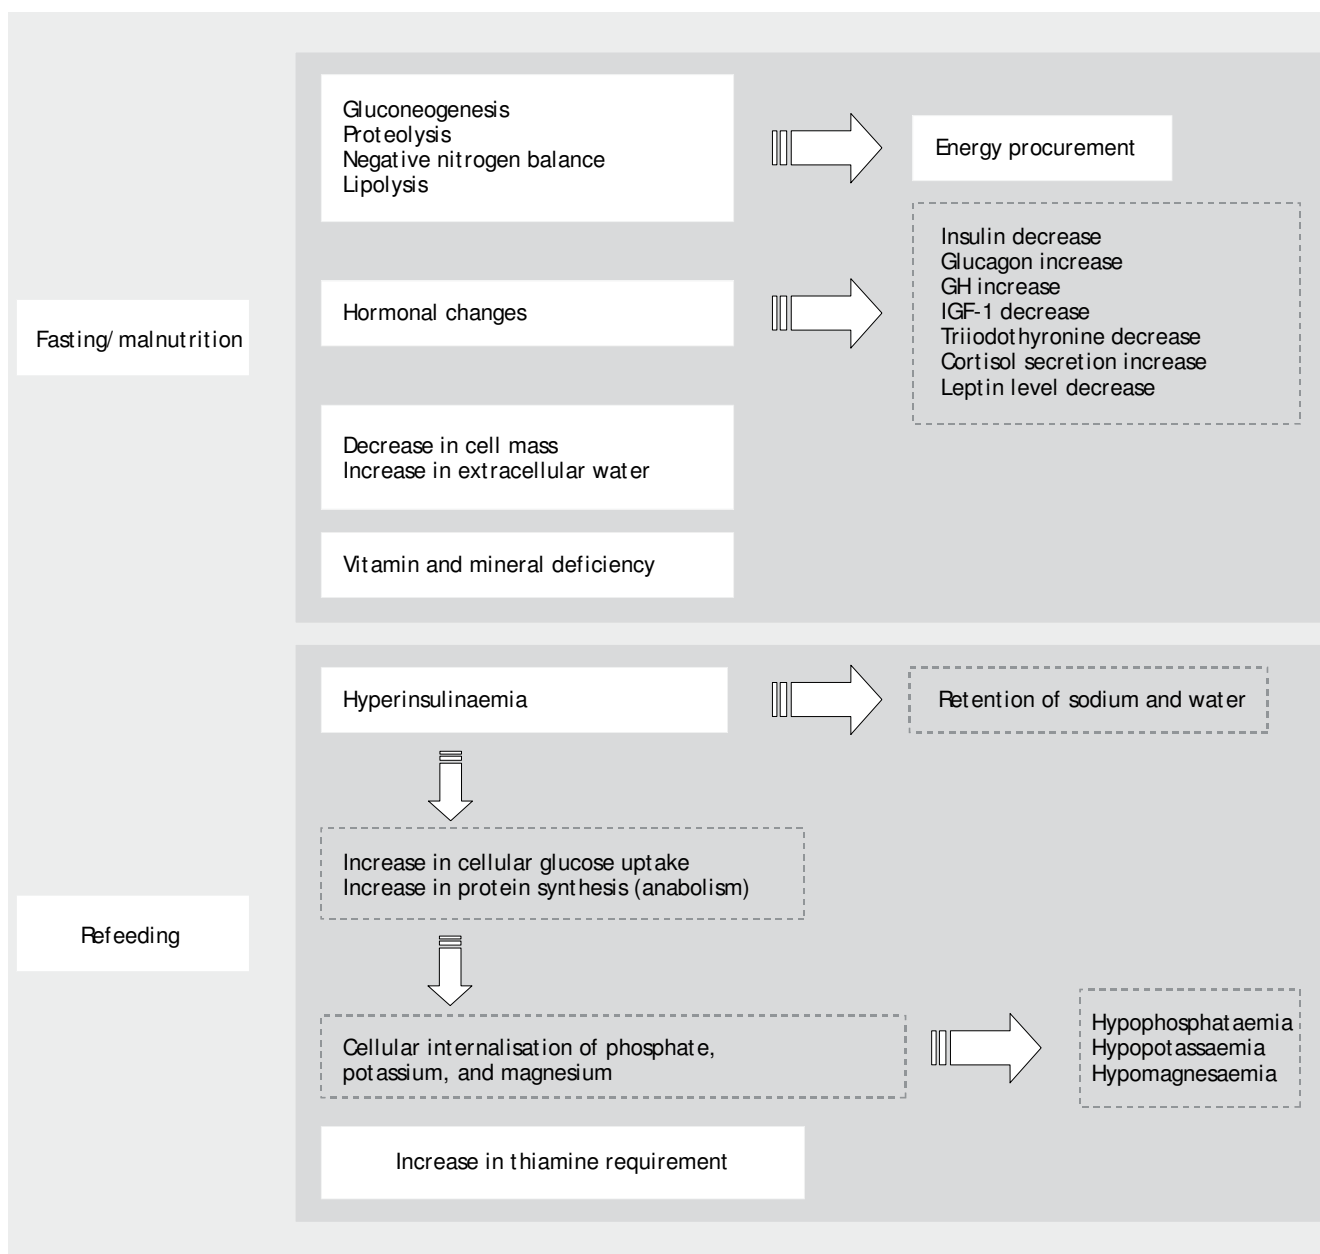 Gluconeogenesis
Proteolysis
Negative nitrogen balance
Lipolysis
Energy procurement
Fasting/malnutrition
Hormonal changes
Insulin decrease
Glucagon increase
GH increase
IGF-1 decrease
Triiodothyronine decrease
Cortisol secretion increase
Leptin level decrease
Decrease in cell mass
Increase in extracellular water
Vitamin and mineral deficiency
Refeeding
Hyperinsulinaemia
Retention of sodium and water
Increase in cellular glucose uptake
Increase in protein synthesis (anabolism)
Cellular internalisation of phosphate,
potassium, and magnesium
Hypophosphataemia
Hypopotassaemia
Hypomagnesaemia
Increase in thiamine requirement